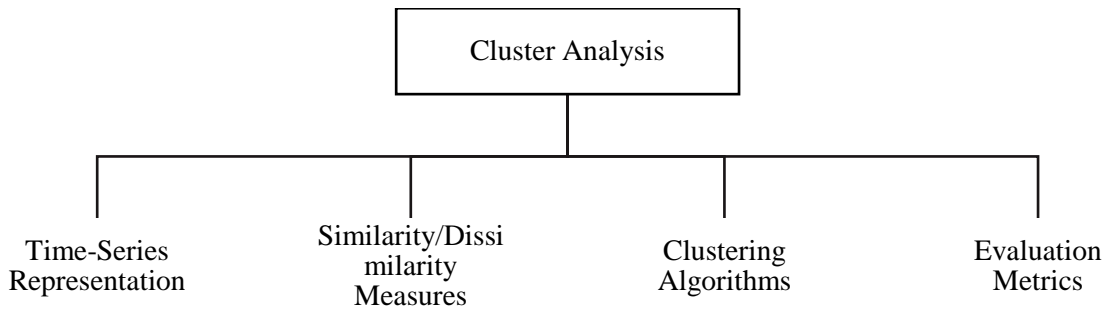 Cluster Analysis
Time-Series
Representation
Similarity/Dissi
milarity
Measures
Clustering
Algorithms
Evaluation
Metrics